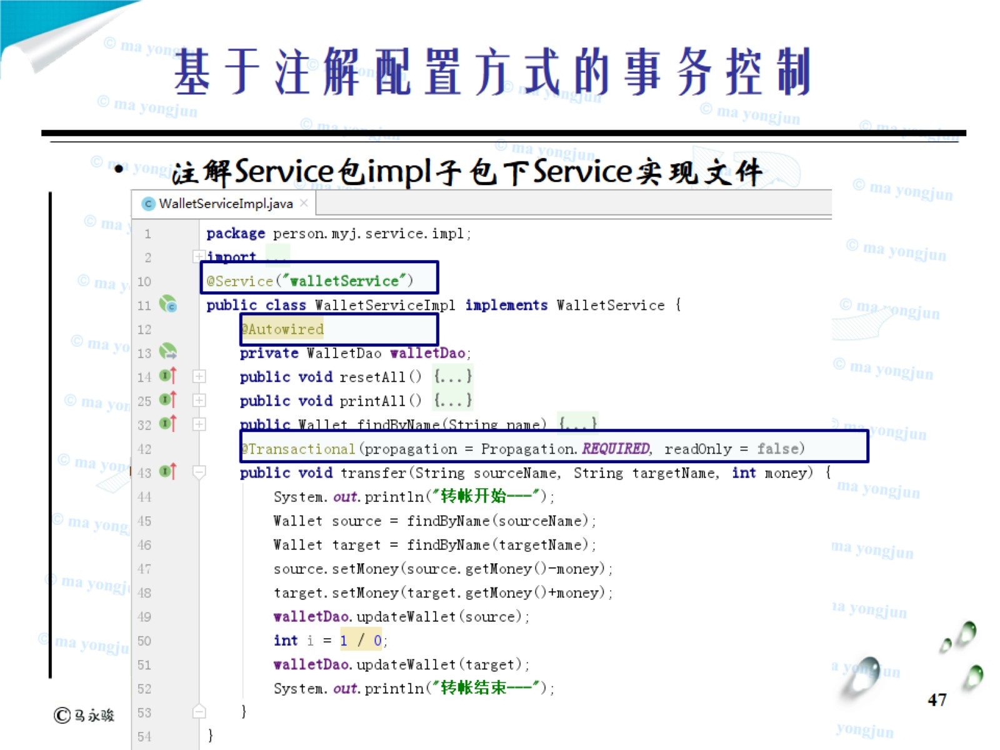 基于注解配置方式的事务控制
• 注解Service包impl子包下Service实现文件
WalletServiceImpl.java
1 package person.myj.service.impl;
2 import ...
10 @Service("walletService")
11 public class WalletServiceImpl implements WalletService {
12 @Autowired
13 private WalletDao walletDao;
14 public void resetAll() {...}
25 public void printAll() {...}
32 public Wallet findByName(String name) {...}
42 @Transactional(propagation = Propagation.REQUIRED, readOnly = false)
43 public void transfer(String sourceName, String targetName, int money) {
44 System.out.println("转帐开始---");
45 Wallet source = findByName(sourceName);
46 Wallet target = findByName(targetName);
47 source.setMoney(source.getMoney()-money);
48 target.setMoney(target.getMoney()+money);
49 walletDao.updateWallet(source);
50 int i = 1 / 0;
51 walletDao.updateWallet(target);
52 System.out.println("转帐结束---");
53 }
54 }
©马永骏
47
© ma yongjun